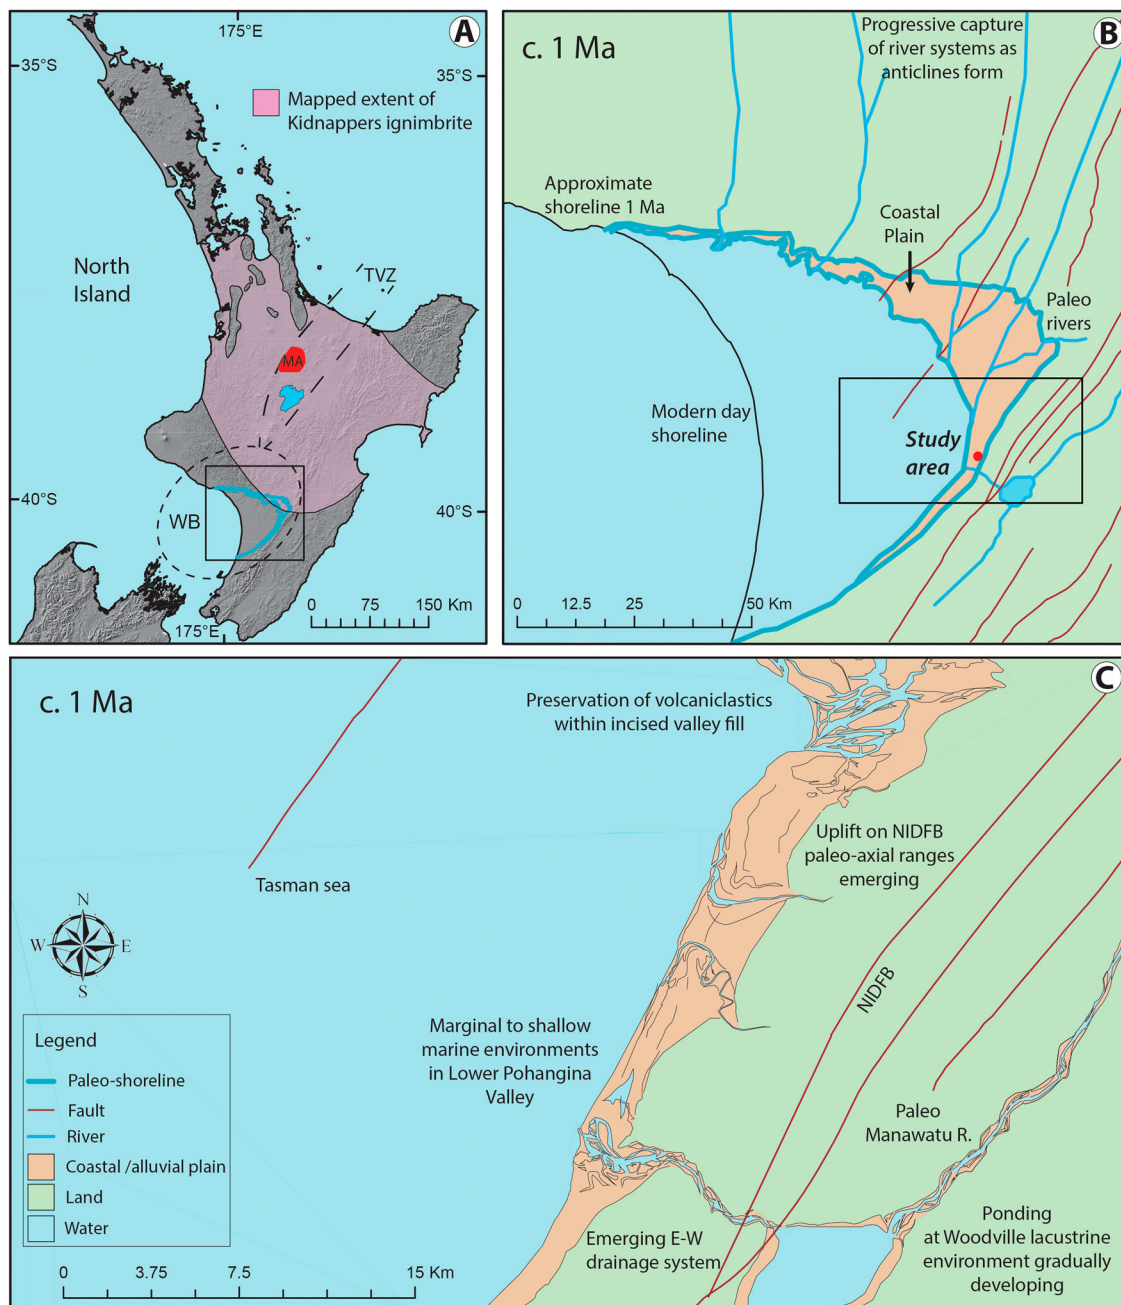 175°E
A
35°S
35°S
Mapped extent of
Kidnappers ignimbrite
North
Island
TVZ
MA
40°S
40°S
WB
0 75 150 Km
175°E
c. 1 Ma
B
Progressive capture
of river systems as
anticlines form
Approximate
shoreline 1 Ma
Coastal
Plain
Paleo
rivers
Modern day
shoreline
Study
area
0 12.5 25 50 Km
c. 1 Ma
C
Preservation of volcaniclastics
within incised valley fill
Tasman sea
Uplift on NIDFB
paleo-axial ranges
emerging
N
W E
S
NIDFB
Marginal to shallow
marine environments
in Lower Pohangina
Valley
Paleo
Manawatu R.
Legend
Paleo-shoreline
Fault
River
Coastal /alluvial plain
Land
Water
Emerging E-W
drainage system
Ponding
at Woodville lacustrine
environment gradually
developing
0 3.75 7.5 15 Km